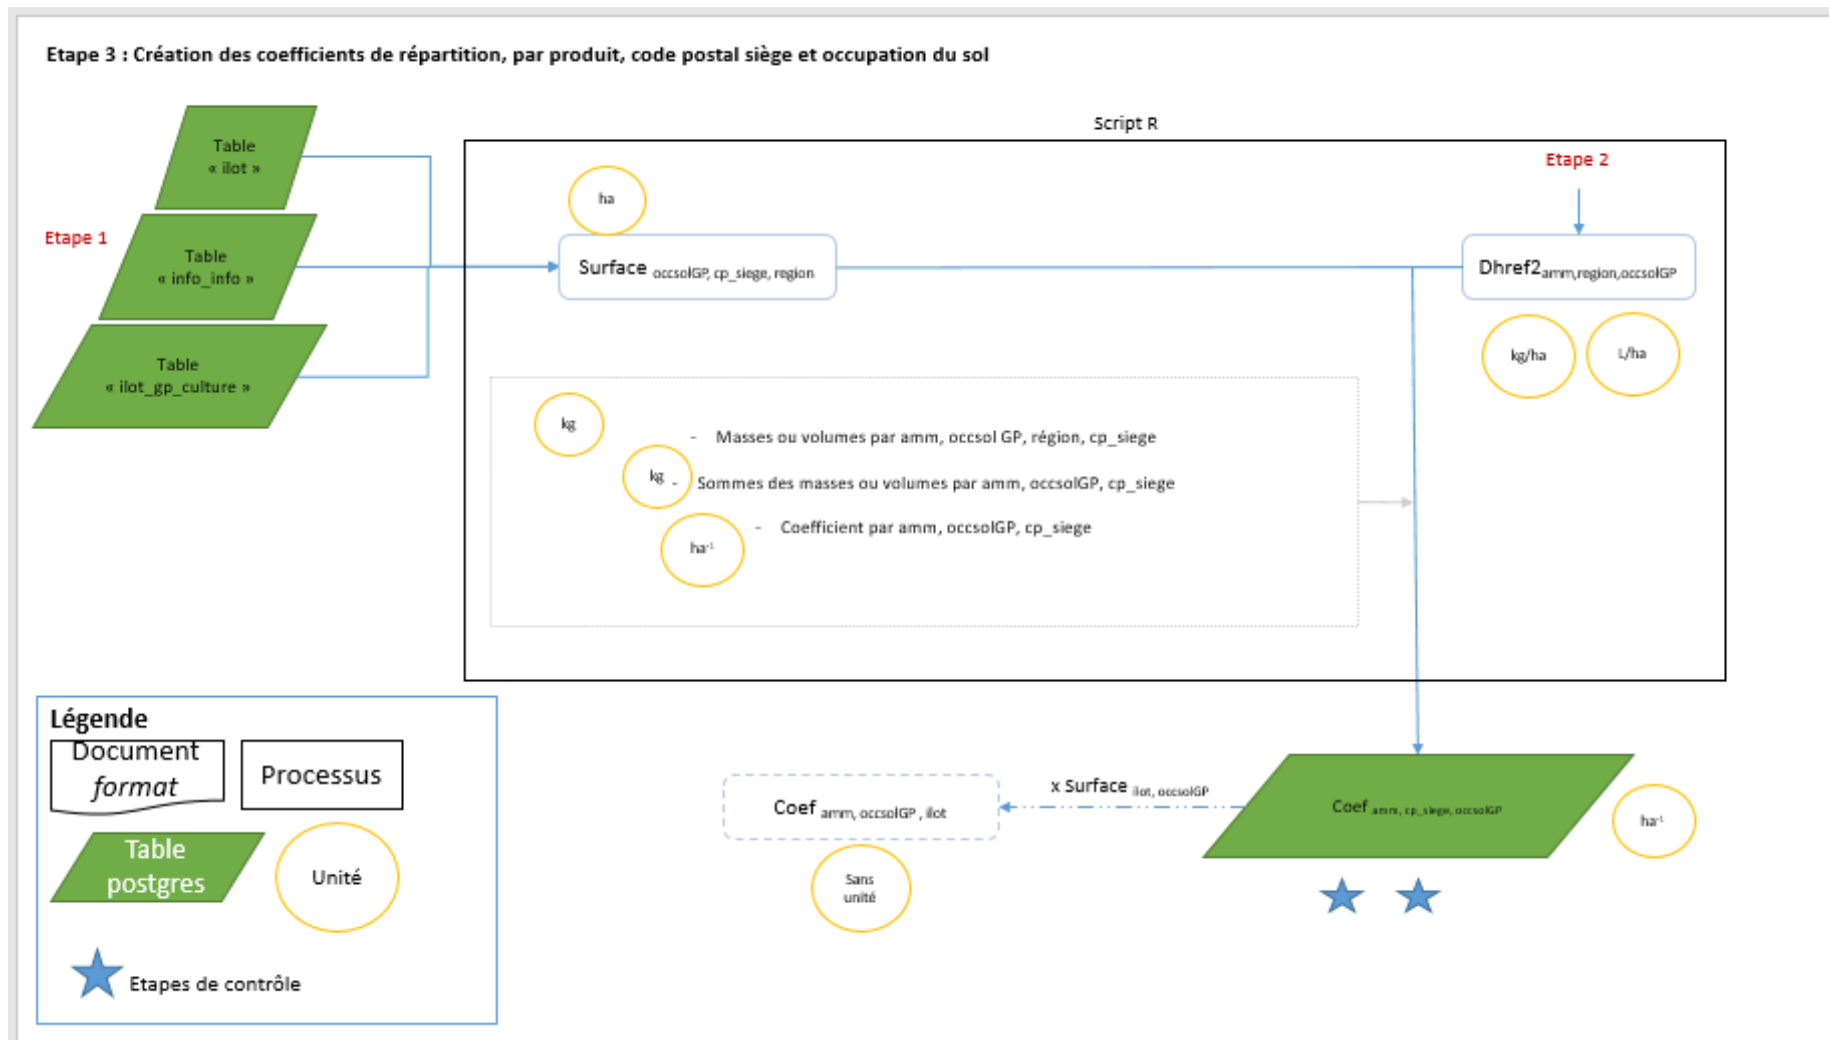 Etape 3 : Création des coefficients de répartition, par produit, code postal siège et occupation du sol
Script R
Table
« ilot »
Etape 1
Table
« info_info »
Table
« ilot_gp_culture »
ha
Surface occsolGP, cp_siege, region
Etape 2
Dhref2amm,region,occsolGP
kg/ha
L/ha
kg
- Masses ou volumes par amm, occsol GP, région, cp_siege
kg
- Sommes des masses ou volumes par amm, occsolGP, cp_siege
ha-1
- Coefficient par amm, occsolGP, cp_siege
Légende
Document
format
Processus
Table
postgres
Unité
Etapes de contrôle
Coef amm, occsolGP , ilot
Sans
unité
x Surface ilot, occsolGP
Coef amm, cp_siege, occsolGP
ha-1